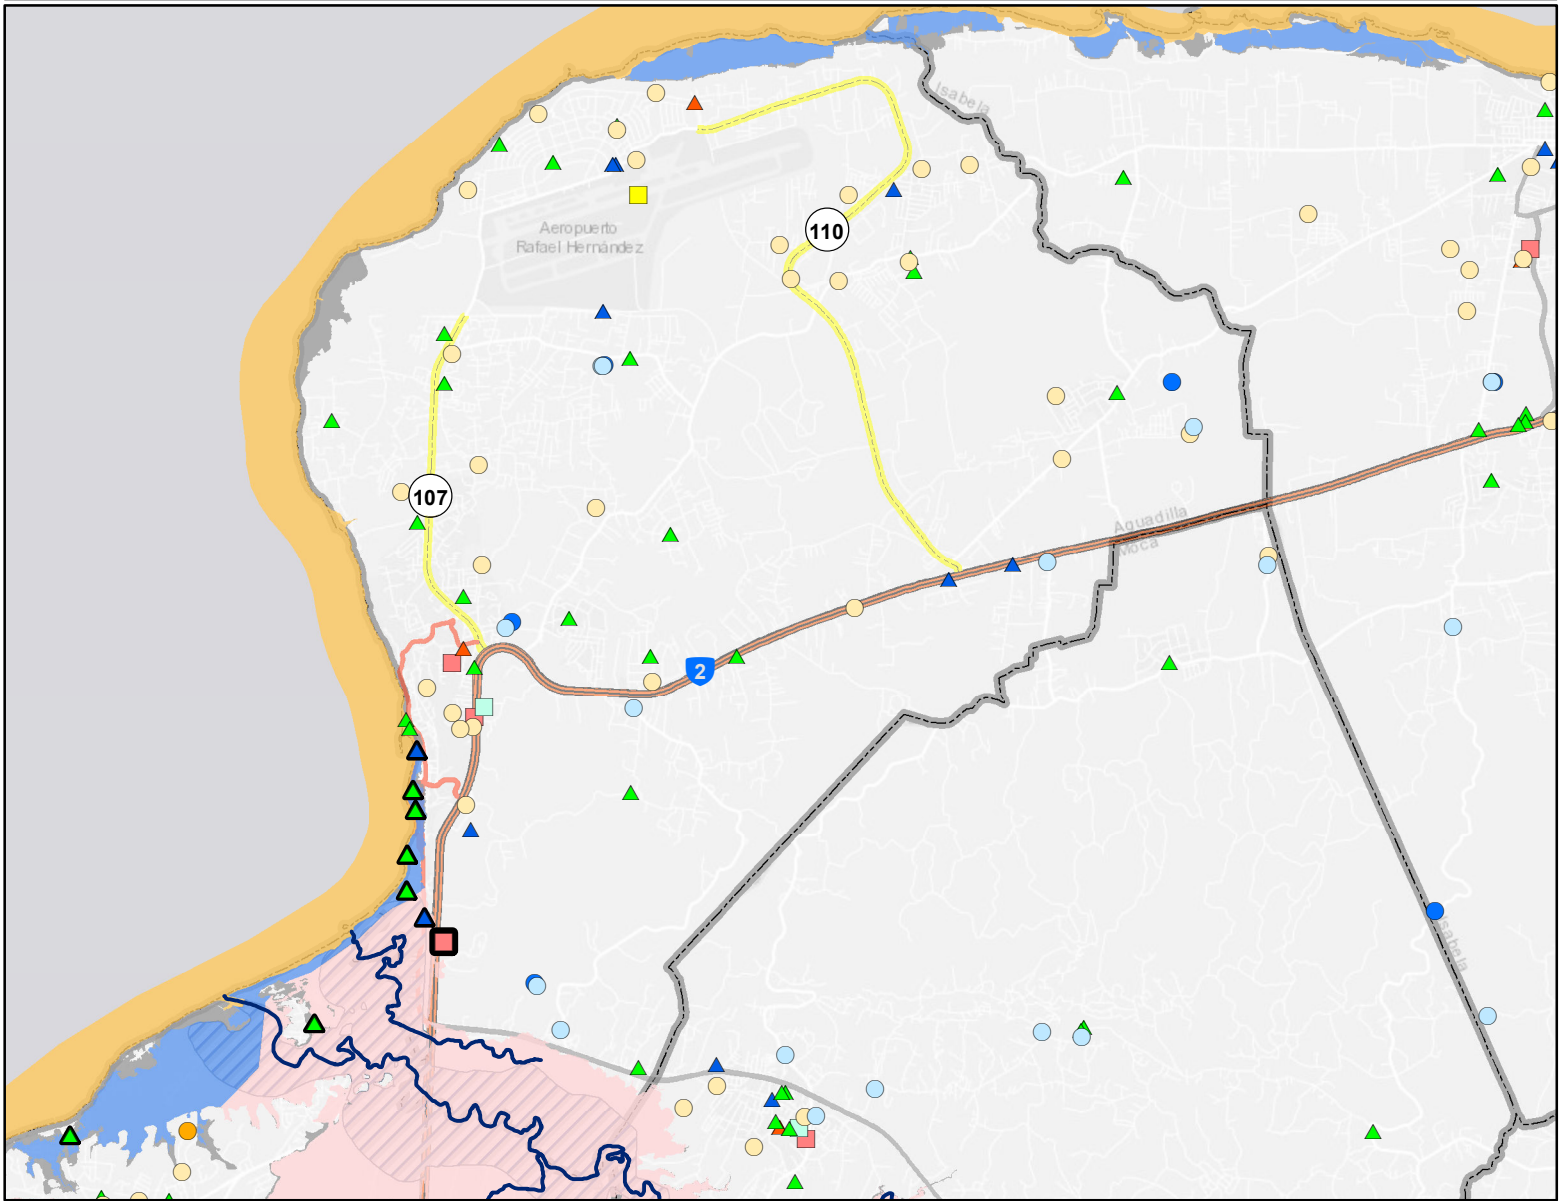 Isabela
Aeropuerto
Rafael Hernández
110
107
Aguadilla
Moca
2
Isabela